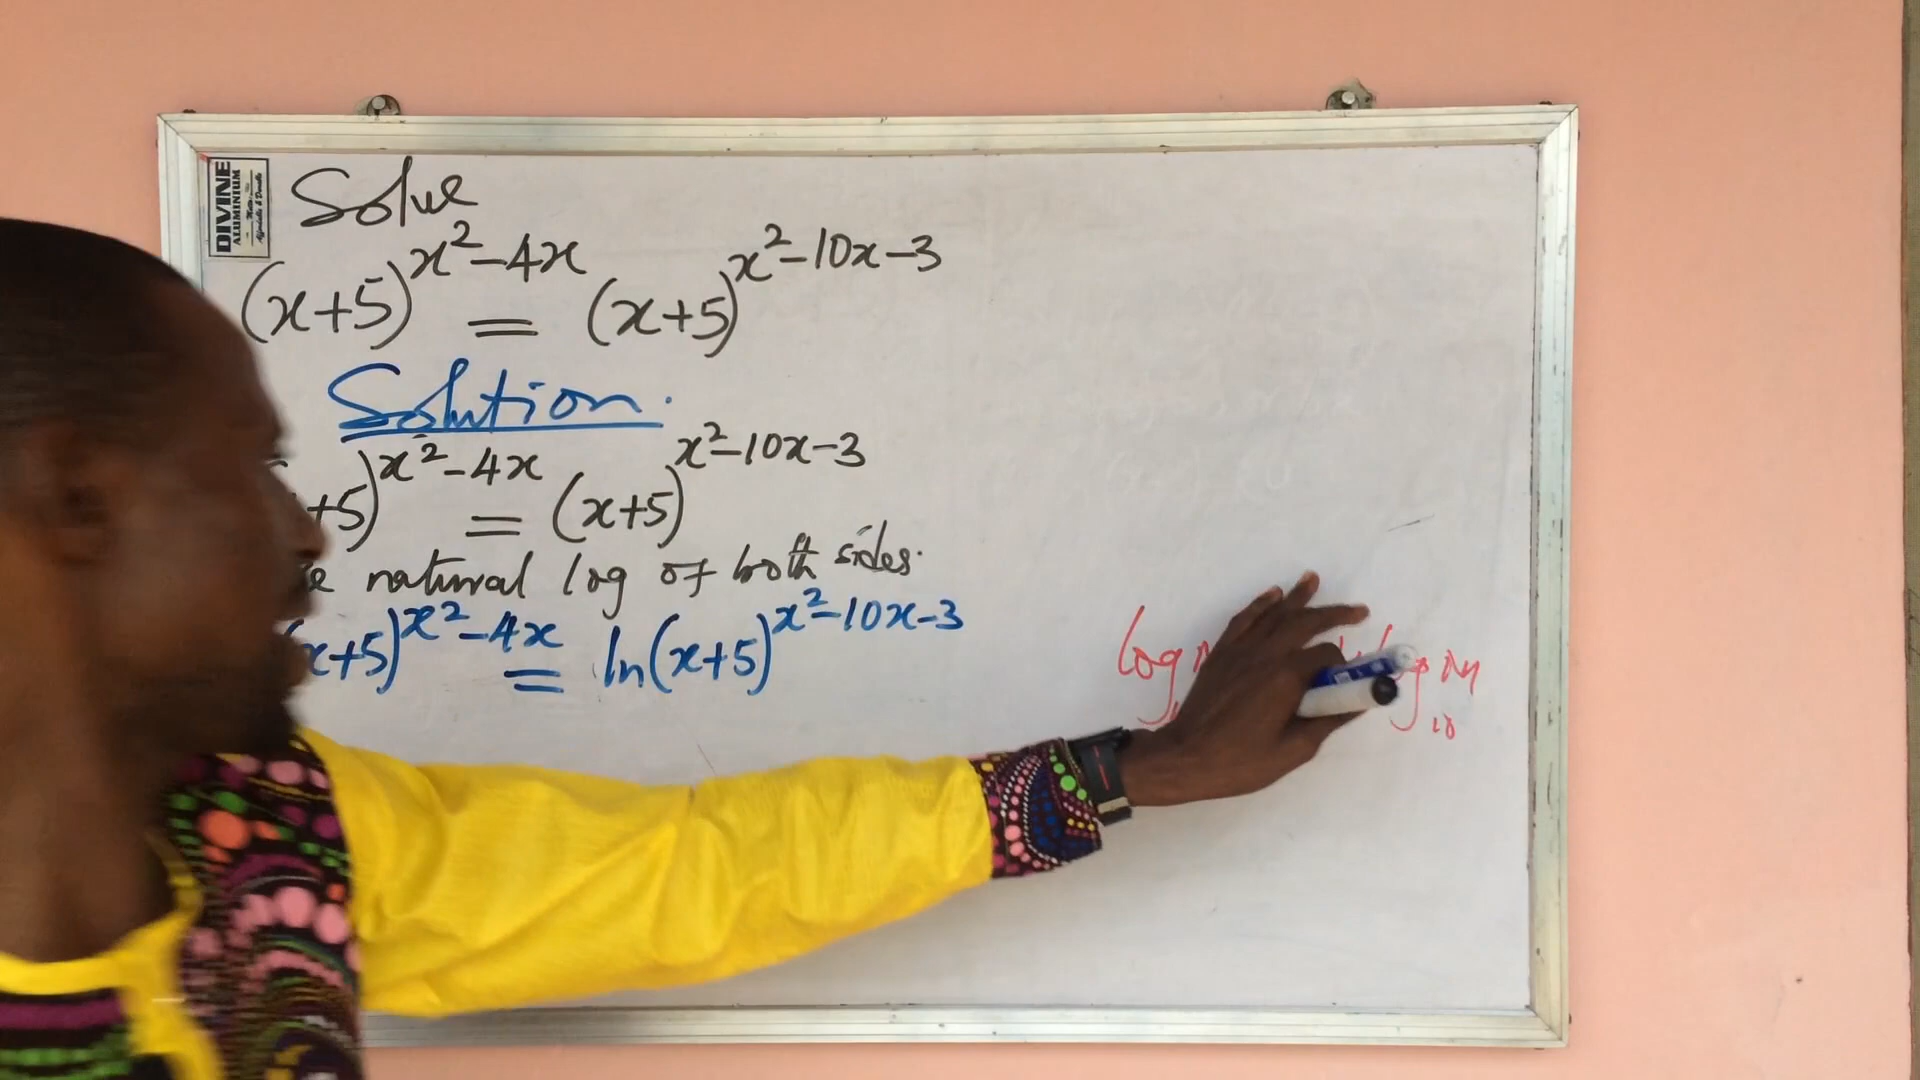 DIVINE
ALUMINIUM
Solve
(x+5)^{x²-4x} = (x+5)^{x²-10x-3}
Solution.
+5)^{x²-4x} = (x+5)^{x²-10x-3}
natural log of both sides.
x+5)^{x²-4x} = ln(x+5)^{x²-10x-3}
log log M
10